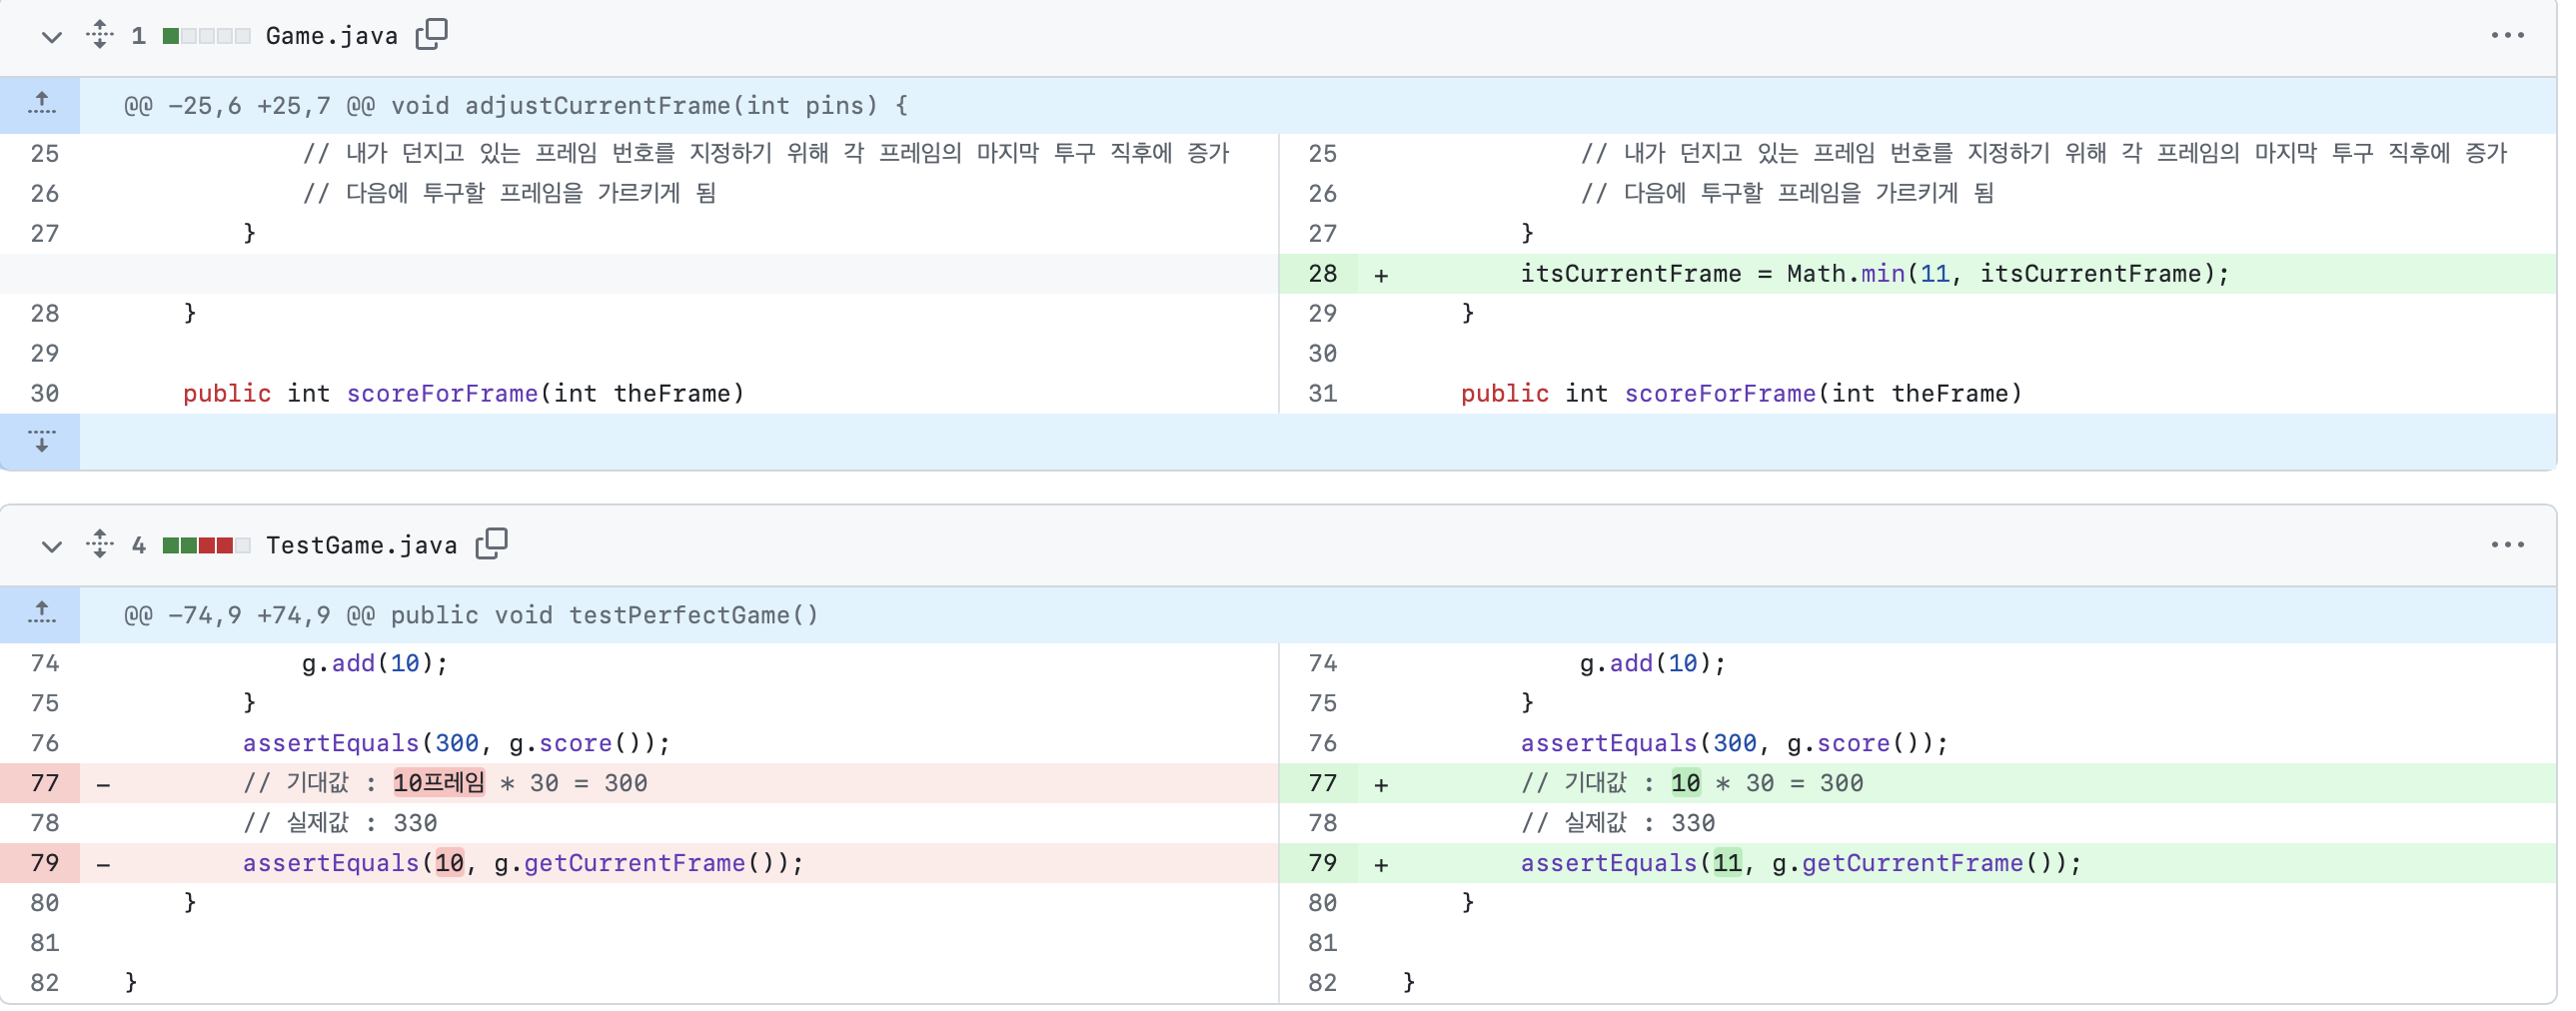 1 Game.java
@@ -25,6 +25,7 @@ void adjustCurrentFrame(int pins) {
25 // 내가 던지고 있는 프레임 번호를 지정하기 위해 각 프레임의 마지막 투구 직후에 증가
26 // 다음에 투구할 프레임을 가르키게 됨
27 }
28 }
29
30 public int scoreForFrame(int theFrame)
25 // 내가 던지고 있는 프레임 번호를 지정하기 위해 각 프레임의 마지막 투구 직후에 증가
26 // 다음에 투구할 프레임을 가르키게 됨
27 }
28 + itsCurrentFrame = Math.min(11, itsCurrentFrame);
29 }
30
31 public int scoreForFrame(int theFrame)
4 TestGame.java
@@ -74,9 +74,9 @@ public void testPerfectGame()
74 g.add(10);
75 }
76 assertEquals(300, g.score());
77 - // 기대값 : 10프레임 * 30 = 300
78 // 실제값 : 330
79 - assertEquals(10, g.getCurrentFrame());
80 }
81
82 }
74 g.add(10);
75 }
76 assertEquals(300, g.score());
77 + // 기대값 : 10 * 30 = 300
78 // 실제값 : 330
79 + assertEquals(11, g.getCurrentFrame());
80 }
81
82 }